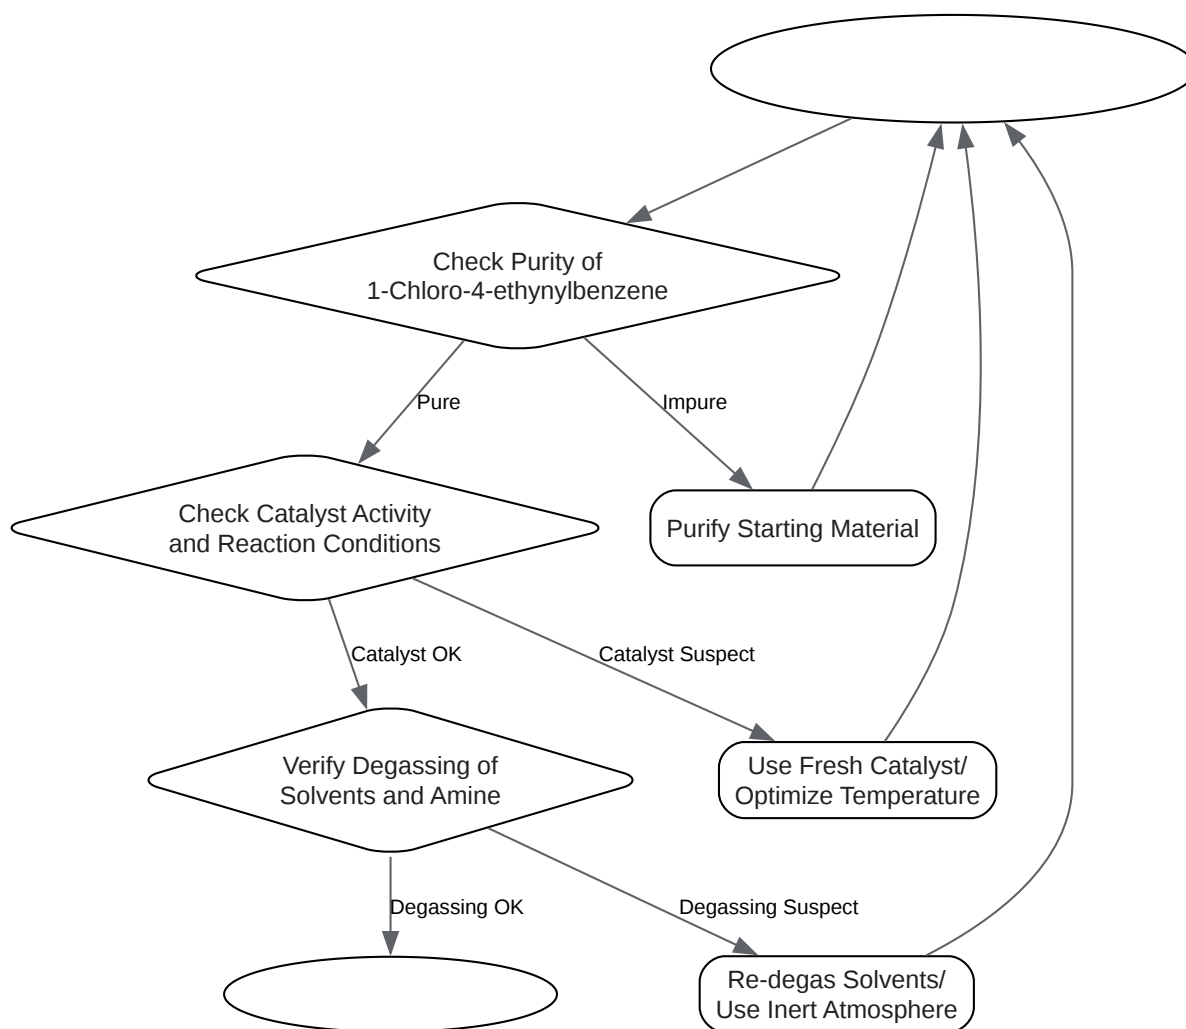 Check Purity of
1-Chloro-4-ethynylbenzene
Pure
Impure
Check Catalyst Activity
and Reaction Conditions
Purify Starting Material
Catalyst OK
Catalyst Suspect
Verify Degassing of
Solvents and Amine
Use Fresh Catalyst/
Optimize Temperature
Degassing OK
Degassing Suspect
Re-degas Solvents/
Use Inert Atmosphere